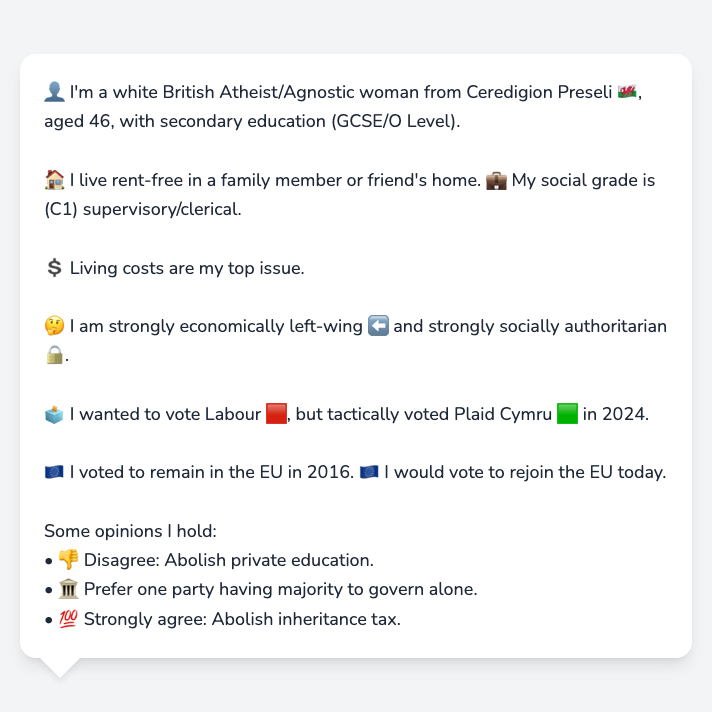 👤 I'm a white British Atheist/Agnostic woman from Ceredigion Preseli 🏴󠁧󠁢󠁷󠁬󠁳󠁿,
aged 46, with secondary education (GCSE/O Level).
🏠 I live rent-free in a family member or friend's home. 💼 My social grade is
(C1) supervisory/clerical.
💲 Living costs are my top issue.
🤔 I am strongly economically left-wing ⬅️ and strongly socially authoritarian
🔒.
🗳️ I wanted to vote Labour 🟥, but tactically voted Plaid Cymru 🟩 in 2024.
🇪🇺 I voted to remain in the EU in 2016. 🇪🇺 I would vote to rejoin the EU today.
Some opinions I hold:
• 👎 Disagree: Abolish private education.
• 🏛️ Prefer one party having majority to govern alone.
• 💯 Strongly agree: Abolish inheritance tax.